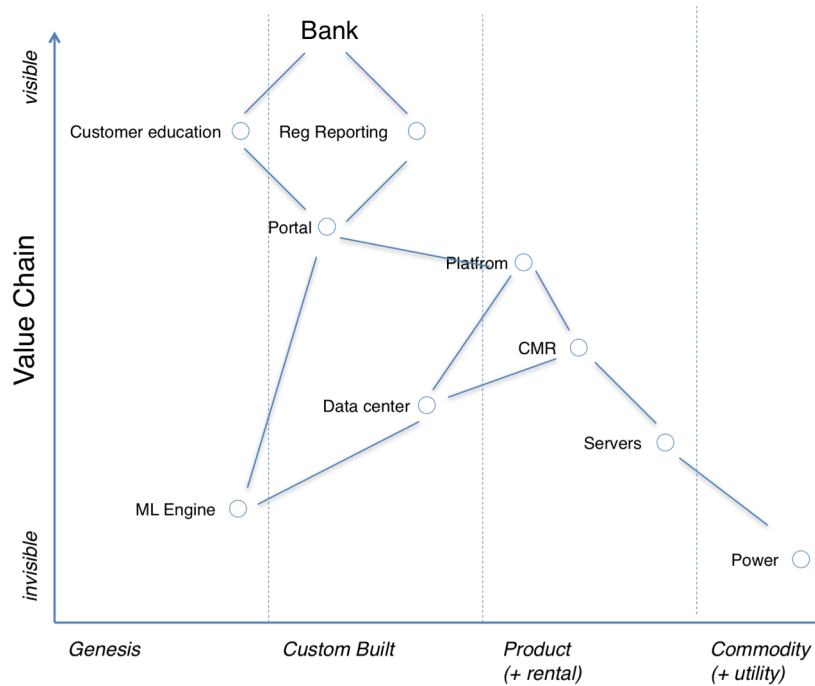 Bank
visible
Customer education
Reg Reporting
Portal
Platfrom
Value Chain
CMR
Data center
Servers
ML Engine
invisible
Power
Genesis
Custom Built
Product
(+ rental)
Commodity
(+ utility)